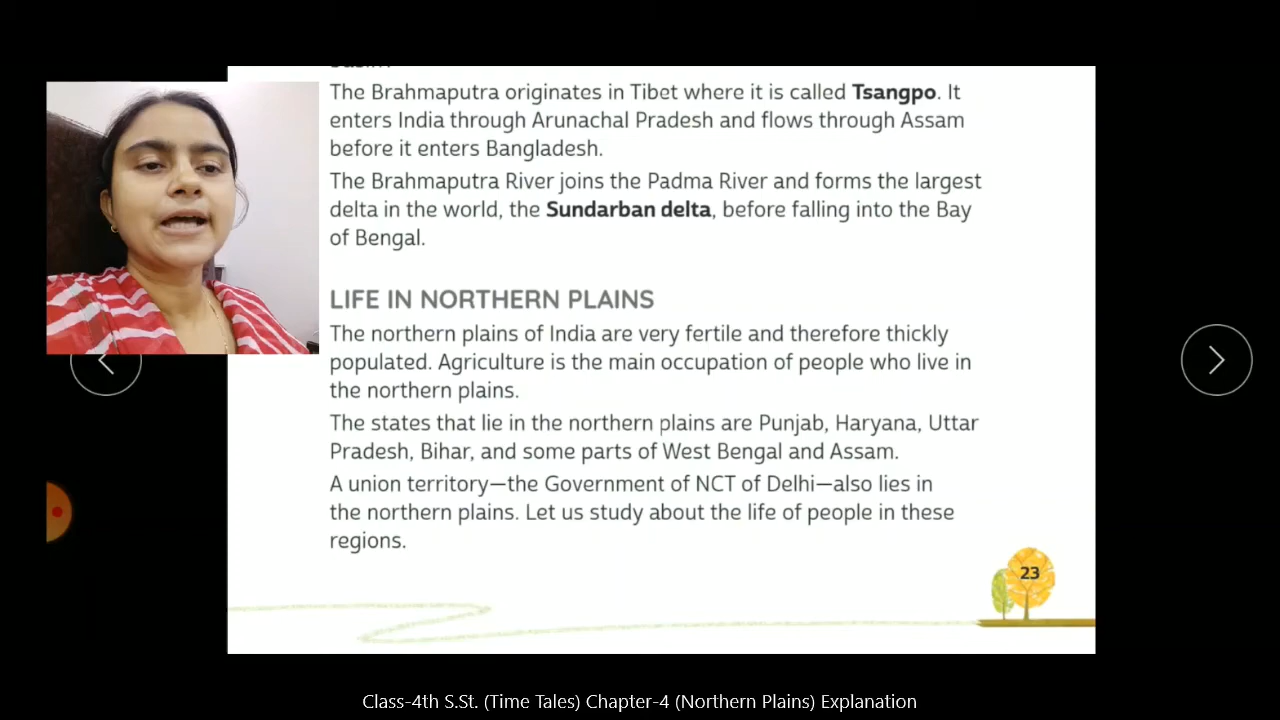 The Brahmaputra originates in Tibet where it is called Tsangpo. It
enters India through Arunachal Pradesh and flows through Assam
before it enters Bangladesh.
The Brahmaputra River joins the Padma River and forms the largest
delta in the world, the Sundarban delta, before falling into the Bay
of Bengal.
LIFE IN NORTHERN PLAINS
The northern plains of India are very fertile and therefore thickly
populated. Agriculture is the main occupation of people who live in
the northern plains.
The states that lie in the northern plains are Punjab, Haryana, Uttar
Pradesh, Bihar, and some parts of West Bengal and Assam.
A union territory—the Government of NCT of Delhi—also lies in
the northern plains. Let us study about the life of people in these
regions.
23
Class-4th S.St. (Time Tales) Chapter-4 (Northern Plains) Explanation